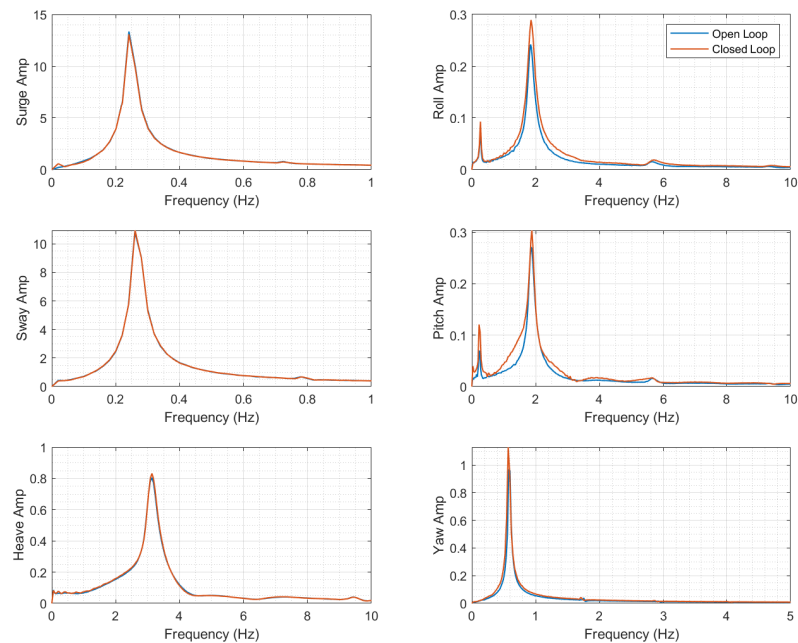 15
10
5
0
Surge Amp
0 0.2 0.4 0.6 0.8 1
Frequency (Hz)
0.3
0.2
0.1
0
Roll Amp
Open Loop
Closed Loop
0 2 4 6 8 10
Frequency (Hz)
10
8
6
4
2
0
Sway Amp
0 0.2 0.4 0.6 0.8 1
Frequency (Hz)
0.3
0.2
0.1
0
Pitch Amp
0 2 4 6 8 10
Frequency (Hz)
1
0.8
0.6
0.4
0.2
0
Heave Amp
0 2 4 6 8 10
Frequency (Hz)
1
0.8
0.6
0.4
0.2
0
Yaw Amp
0 1 2 3 4 5
Frequency (Hz)